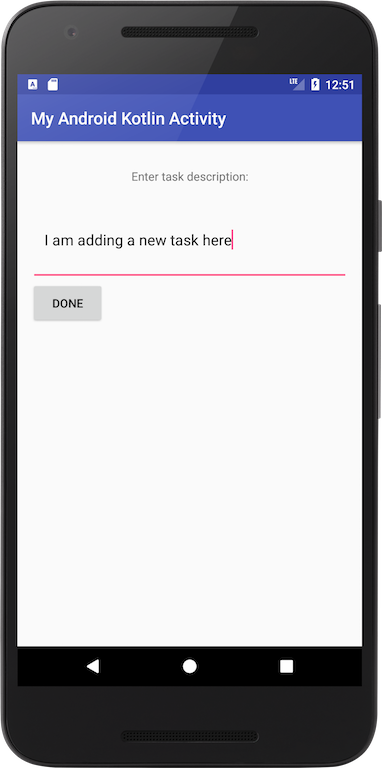 LTE 12:51
My Android Kotlin Activity
Enter task description:
I am adding a new task here
DONE